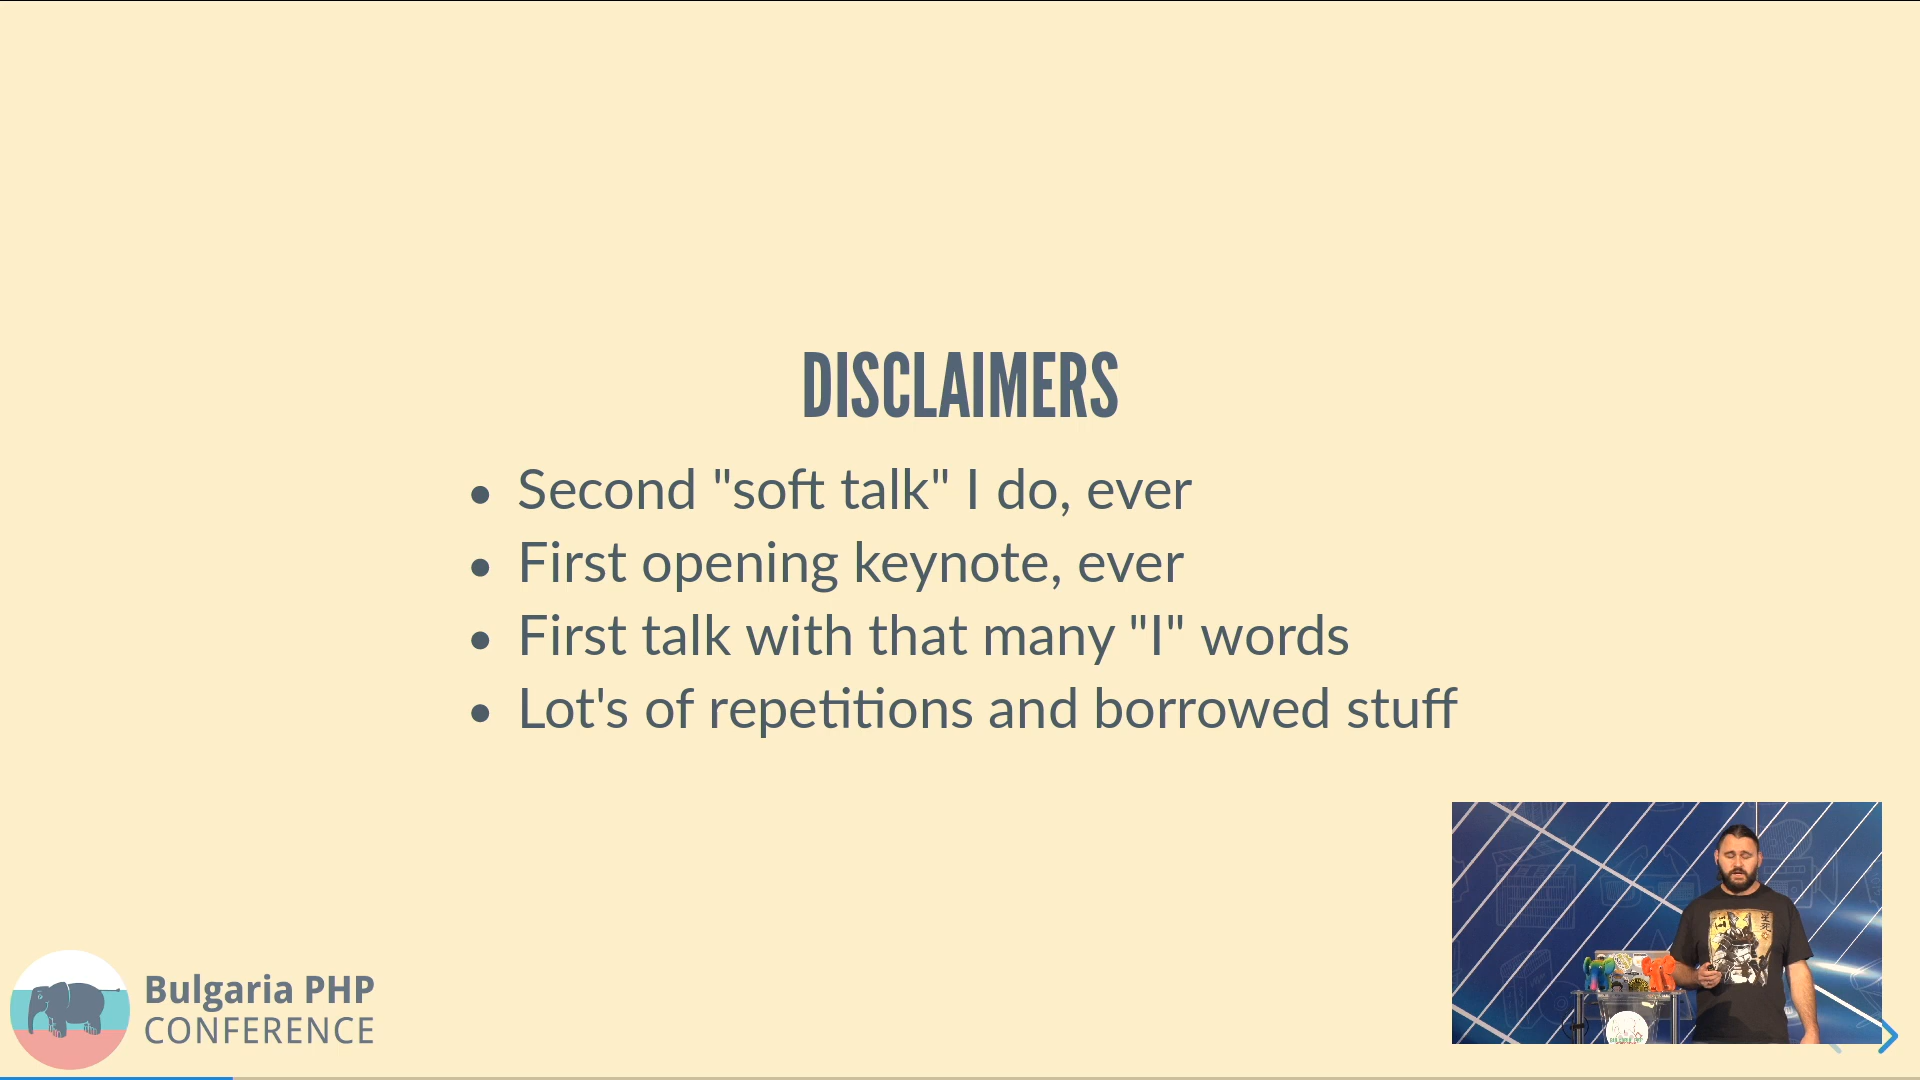 DISCLAIMERS
Second "soft talk" I do, ever
First opening keynote, ever
First talk with that many "I" words
Lot's of repetitions and borrowed stuff
Bulgaria PHP
CONFERENCE